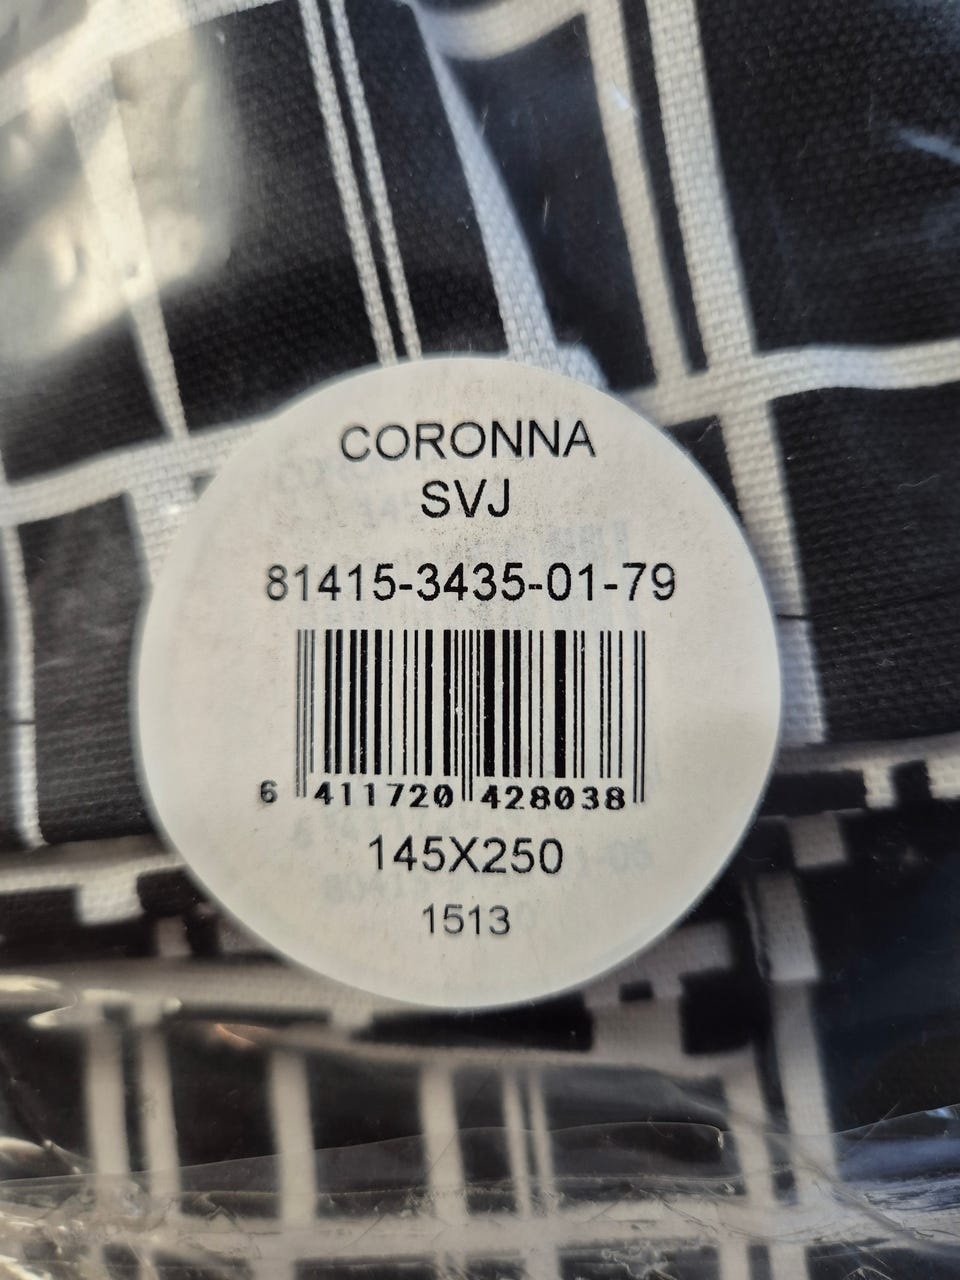 CORONNA
SVJ
81415-3435-01-79
6 411720 428038
145X250
1513